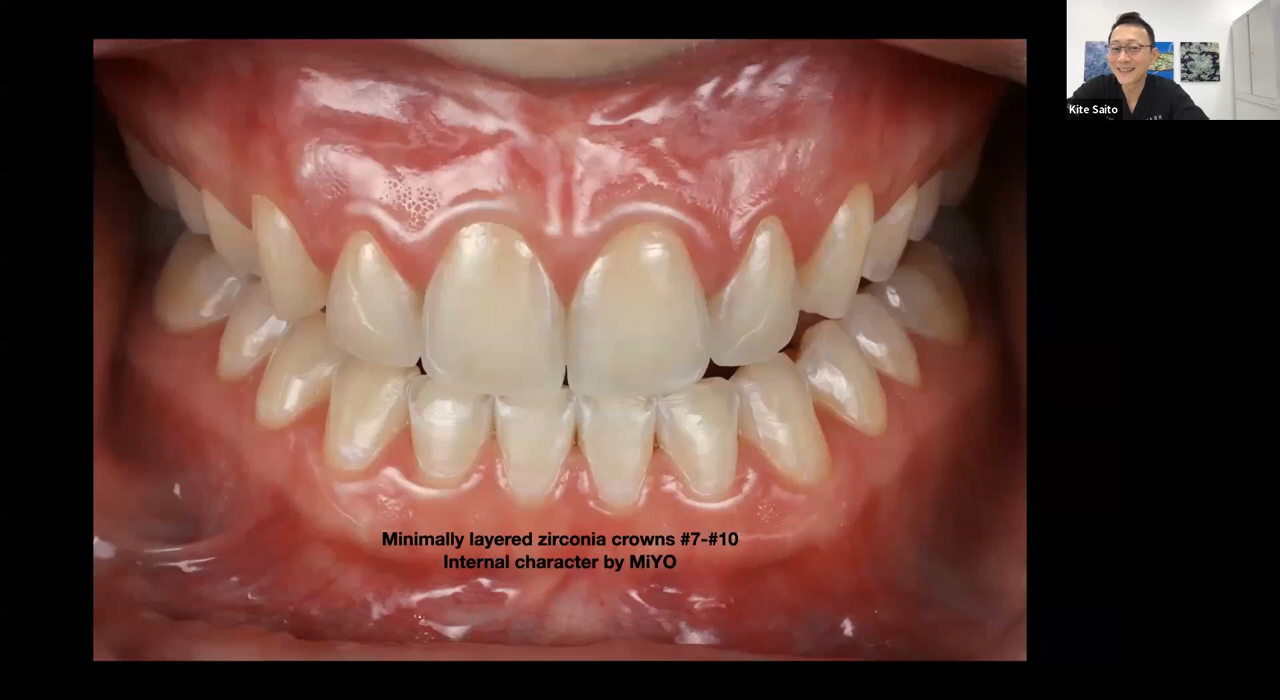 Kite Saito
Minimally layered zirconia crowns #7-#10
Internal character by MiYO